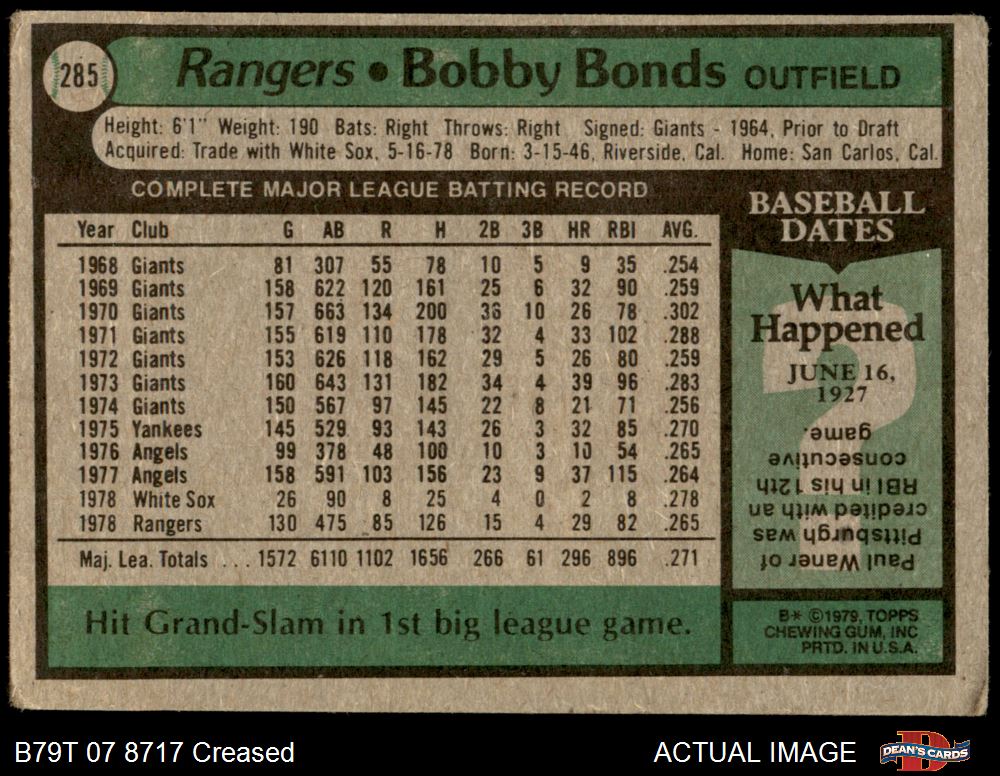 285
Rangers • Bobby Bonds OUTFIELD
Height: 6'1" Weight: 190 Bats: Right Throws: Right Signed: Giants - 1964, Prior to Draft
Acquired: Trade with White Sox, 5-16-78 Born: 3-15-46, Riverside, Cal. Home: San Carlos, Cal.
COMPLETE MAJOR LEAGUE BATTING RECORD
Year Club G AB R H 2B 3B HR RBI AVG.
1968 Giants 81 307 55 78 10 5 9 35 .254
1969 Giants 158 622 120 161 25 6 32 90 .259
1970 Giants 157 663 134 200 36 10 26 78 .302
1971 Giants 155 619 110 178 32 4 33 102 .288
1972 Giants 153 626 118 162 29 5 26 80 .259
1973 Giants 160 643 131 182 34 4 39 96 .283
1974 Giants 150 567 97 145 22 8 21 71 .256
1975 Yankees 145 529 93 143 26 3 32 85 .270
1976 Angels 99 378 48 100 10 3 10 54 .265
1977 Angels 158 591 103 156 23 9 37 115 .264
1978 White Sox 26 90 8 25 4 0 2 8 .278
1978 Rangers 130 475 85 126 15 4 29 82 .265
Maj. Lea. Totals ... 1572 6110 1102 1656 266 61 296 896 .271
Hit Grand-Slam in 1st big league game.
BASEBALL
DATES
What
Happened
JUNE 16,
1927
?
Paul Waner of
Pittsburgh was
credited with an
RBI in his 12th
consecutive
game.
B* ©1979, TOPPS
CHEWING GUM, INC
PRTD. IN U.S.A.
B79T 07 8717 Creased
ACTUAL IMAGE
D
DEAN'S CARDS